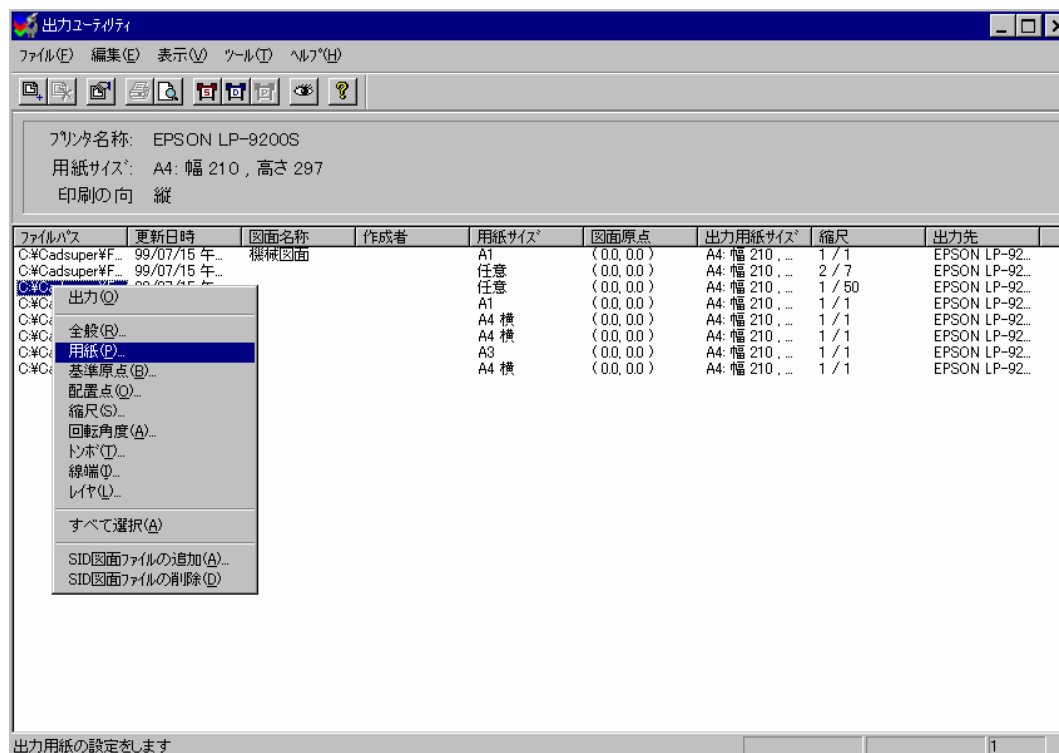 出力ユーティリティ
ファイル(F) 編集(E) 表示(V) ツール(T) ヘルプ(H)
プリンタ名称: EPSON LP-9200S
用紙サイズ: A4: 幅 210 , 高さ 297
印刷の向 縦
ファイルパス 更新日時 図面名称 作成者 用紙サイズ 図面原点 出力用紙サイズ 縮尺 出力先
C:¥Cadsuper¥F... 99/07/15 午... 機械図面 A1 ( 0.0, 0.0 ) A4: 幅 210 , ... 1 / 1 EPSON LP-92...
C:¥Cadsuper¥F... 99/07/15 午... 任意 ( 0.0, 0.0 ) A4: 幅 210 , ... 2 / 7 EPSON LP-92...
任意 ( 0.0, 0.0 ) A4: 幅 210 , ... 1 / 50 EPSON LP-92...
A1 ( 0.0, 0.0 ) A4: 幅 210 , ... 1 / 1 EPSON LP-92...
A4 横 ( 0.0, 0.0 ) A4: 幅 210 , ... 1 / 1 EPSON LP-92...
A4 横 ( 0.0, 0.0 ) A4: 幅 210 , ... 1 / 1 EPSON LP-92...
A3 ( 0.0, 0.0 ) A4: 幅 210 , ... 1 / 1 EPSON LP-92...
A4 横 ( 0.0, 0.0 ) A4: 幅 210 , ... 1 / 1 EPSON LP-92...
出力(O)
全般(R)...
用紙(P)...
基準原点(B)...
配置点(O)...
縮尺(S)...
回転角度(A)...
トンボ(T)...
線端(I)...
レイヤ(L)...
すべて選択(A)
SID図面ファイルの追加(A)...
SID図面ファイルの削除(D)
出力用紙の設定をします
1